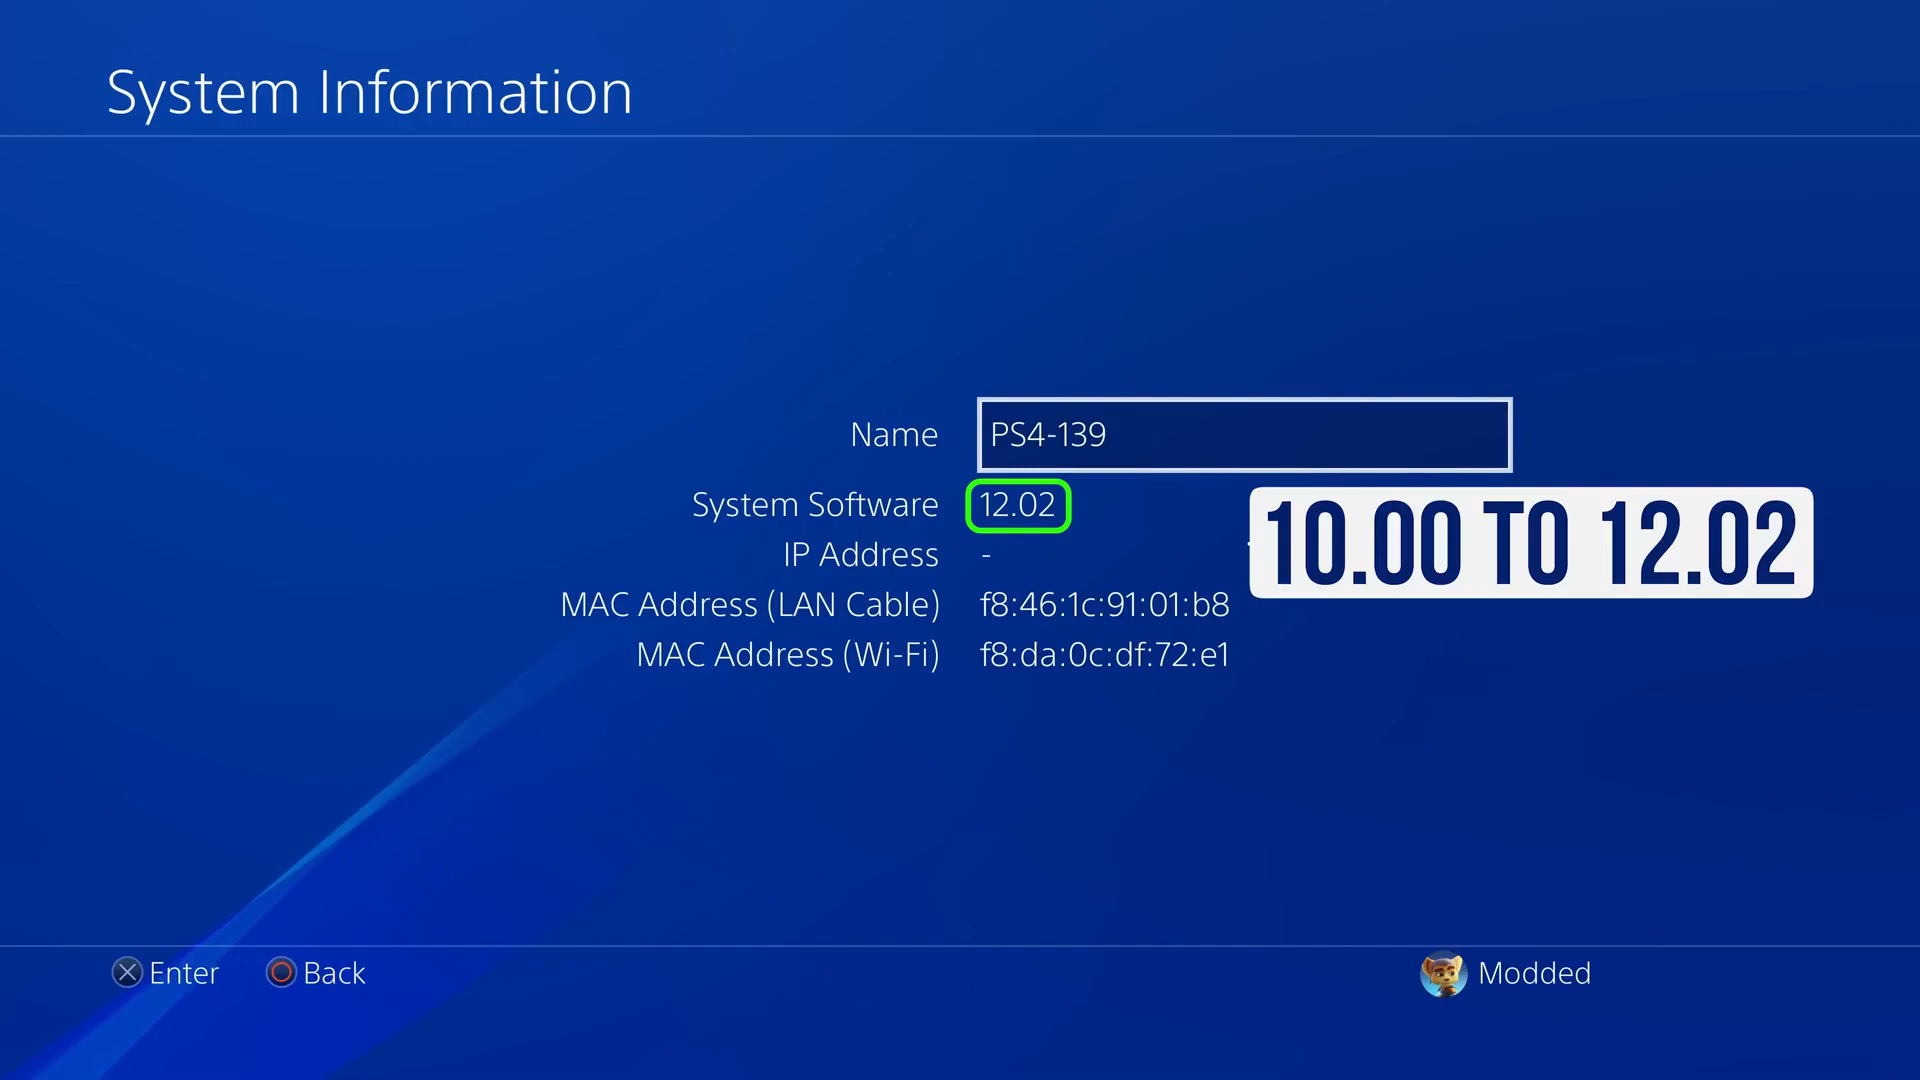 System Information
Name PS4-139
System Software 12.02
10.00 TO 12.02
IP Address -
MAC Address (LAN Cable) f8:46:1c:91:01:b8
MAC Address (Wi-Fi) f8:da:0c:df:72:e1
Enter Back Modded